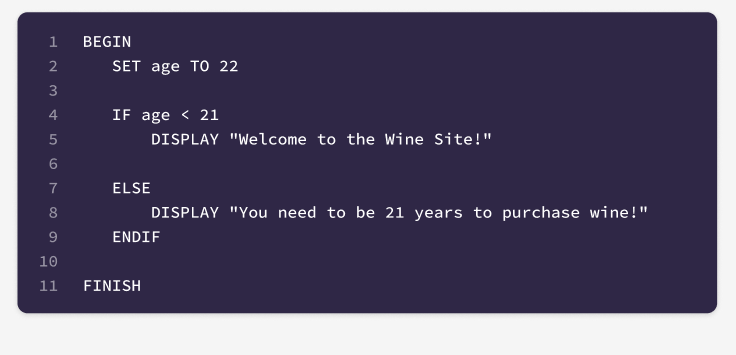 1 BEGIN
2 SET age TO 22
3
4 IF age < 21
5 DISPLAY "Welcome to the Wine Site!"
6
7 ELSE
8 DISPLAY "You need to be 21 years to purchase wine!"
9 ENDIF
10
11 FINISH